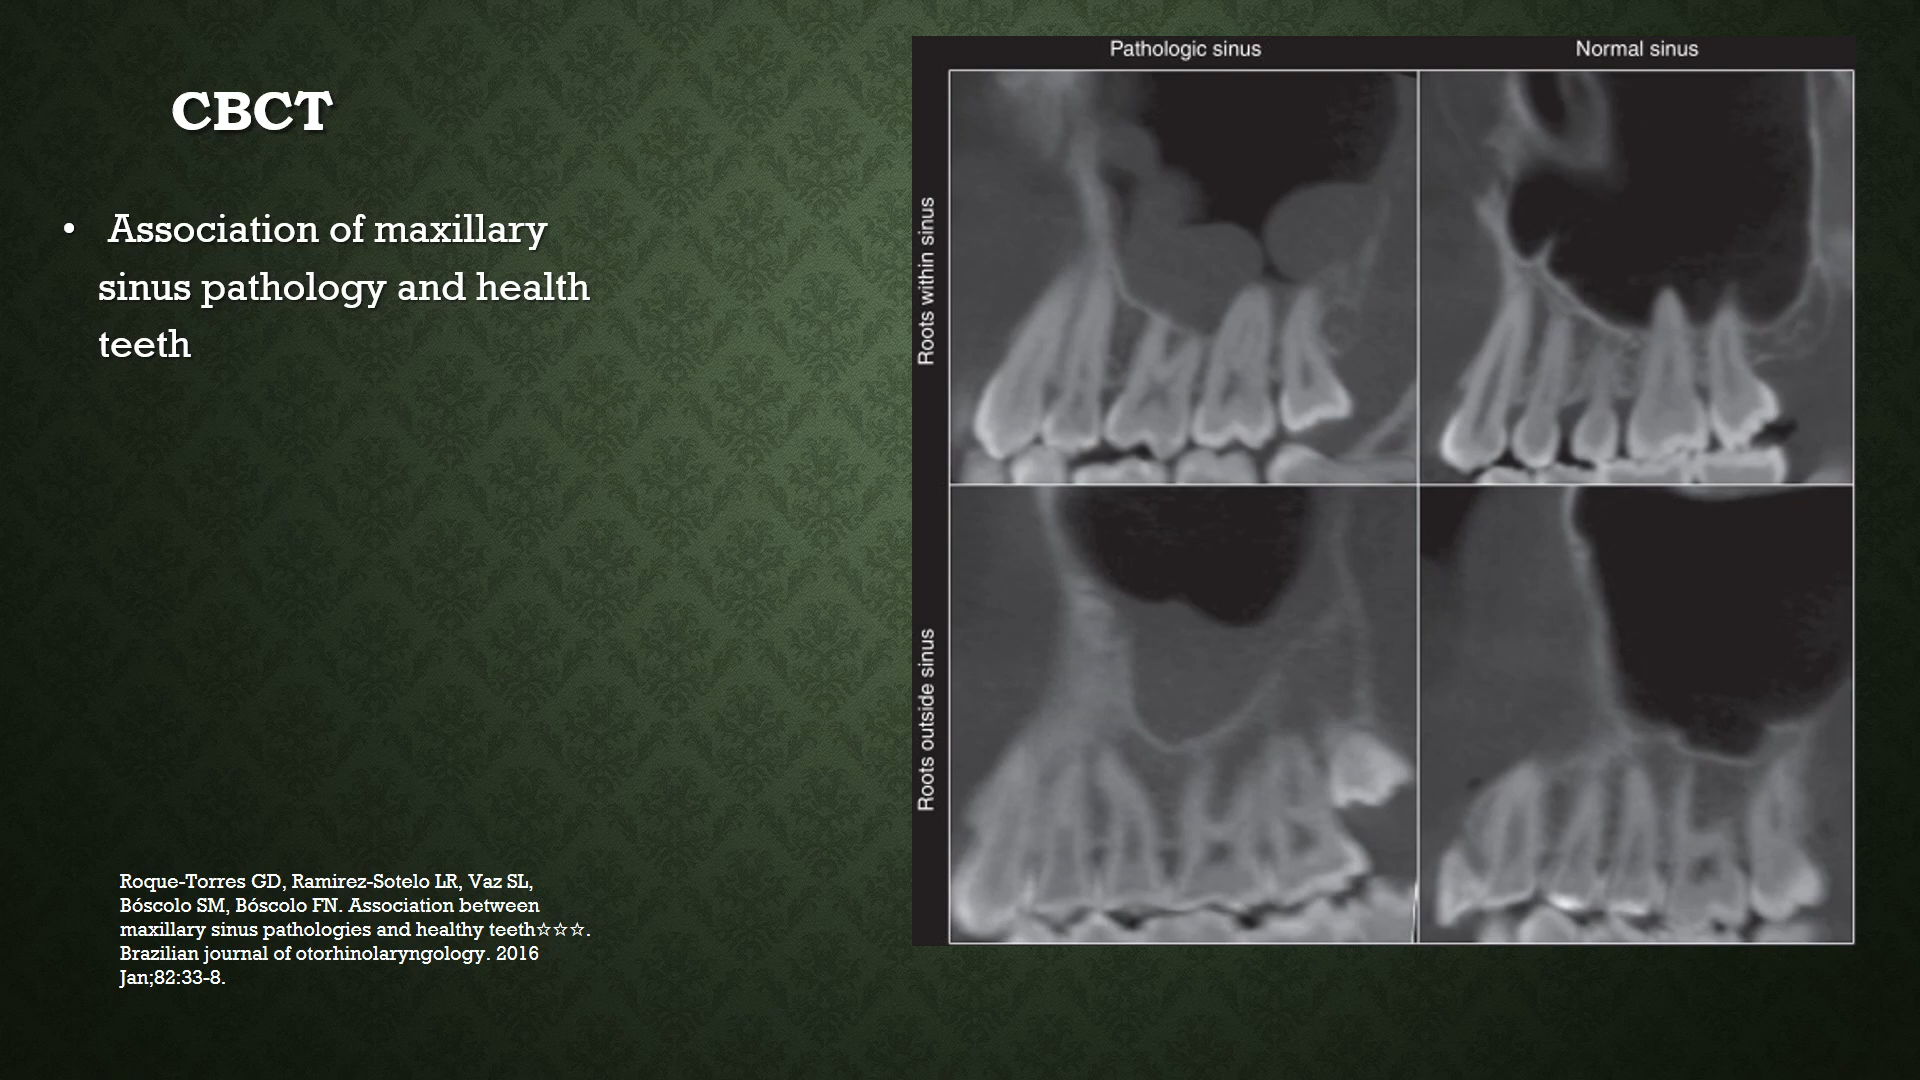 CBCT
• Association of maxillary
sinus pathology and health
teeth
Roque-Torres GD, Ramirez-Sotelo LR, Vaz SL,
Bóscolo SM, Bóscolo FN. Association between
maxillary sinus pathologies and healthy teeth☆☆☆.
Brazilian journal of otorhinolaryngology. 2016
Jan;82:33-8.
Pathologic sinus
Normal sinus
Roots within sinus
Roots outside sinus